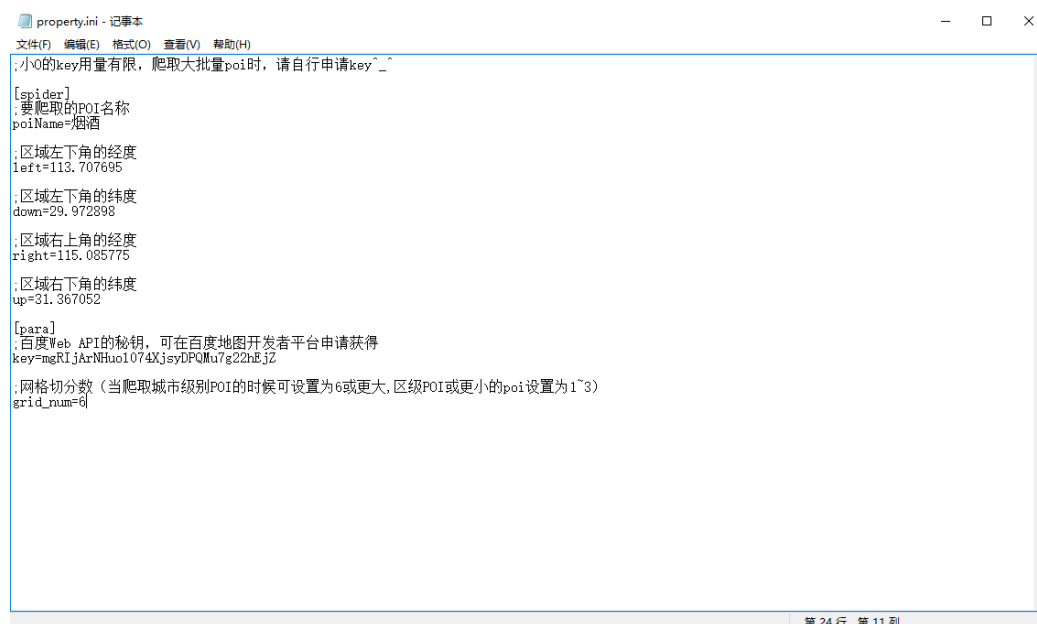 property.ini - 记事本
文件(F) 编辑(E) 格式(O) 查看(V) 帮助(H)
;小O的key用量有限，爬取大批量poi时，请自行申请key^_^
[spider]
;要爬取的POI名称
poiName=烟酒
;区域左下角的经度
left=113.707695
;区域左下角的纬度
down=29.972898
;区域右上角的经度
right=115.085775
;区域右下角的纬度
up=31.367052
[para]
;百度Web API的秘钥，可在百度地图开发者平台申请获得
key=mgRIjArNHuo1074XjsyDPQMu7g22hEjZ
;网格切分数（当爬取城市级别POI的时候可设置为6或更大,区级POI或更小的poi设置为1~3）
grid_num=6
第 24 行，第 11 列